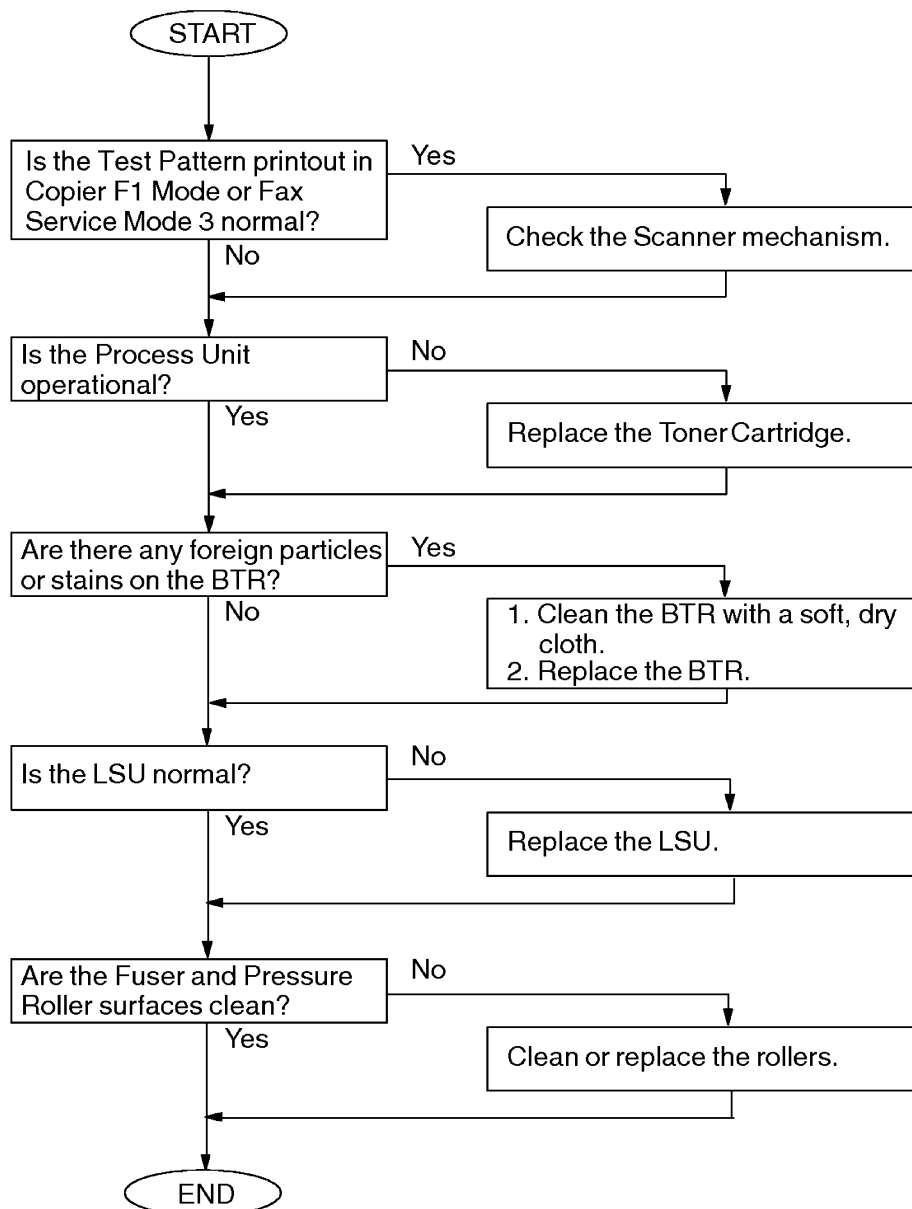 START
Is the Test Pattern printout in
Copier F1 Mode or Fax
Service Mode 3 normal?
Yes
Check the Scanner mechanism.
No
Is the Process Unit
operational?
No
Replace the Toner Cartridge.
Yes
Are there any foreign particles
or stains on the BTR?
Yes
1. Clean the BTR with a soft, dry
cloth.
2. Replace the BTR.
No
Is the LSU normal?
No
Replace the LSU.
Yes
Are the Fuser and Pressure
Roller surfaces clean?
No
Clean or replace the rollers.
Yes
END